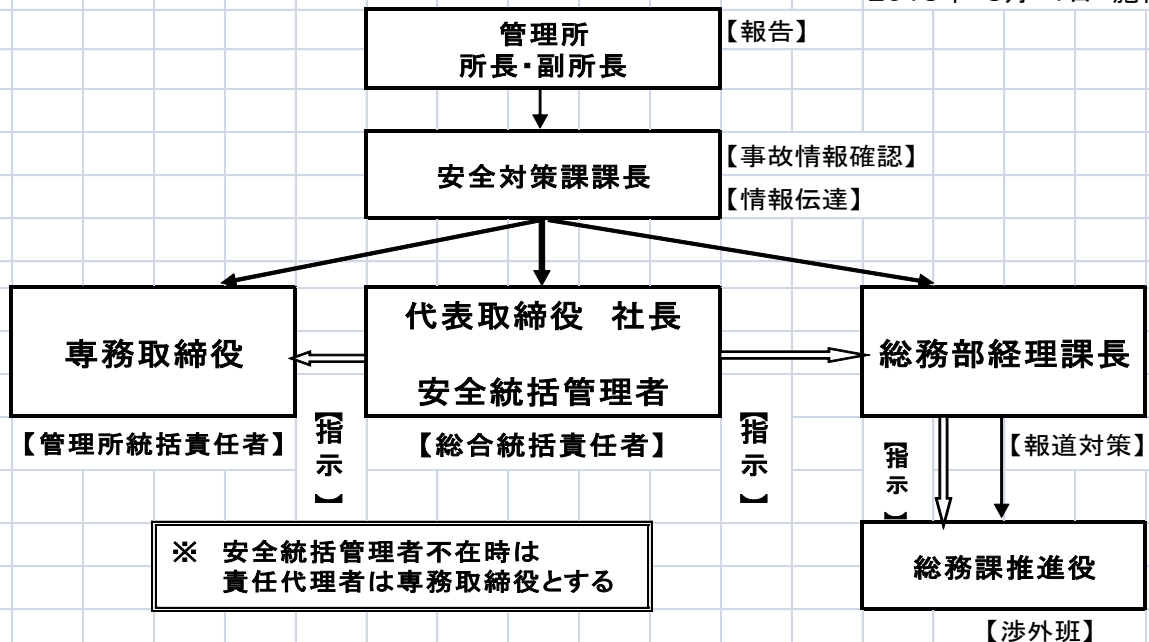 管理所
所長・副所長
【報告】
安全対策課課長
【事故情報確認】
【情報伝達】
専務取締役
代表取締役　社長
安全統括管理者
総務部経理課長
【管理所統括責任者】
【指示】
【総合統括責任者】
【指示】
【指示】
【報道対策】
※　安全統括管理者不在時は
責任代理者は専務取締役とする
総務課推進役
【渉外班】